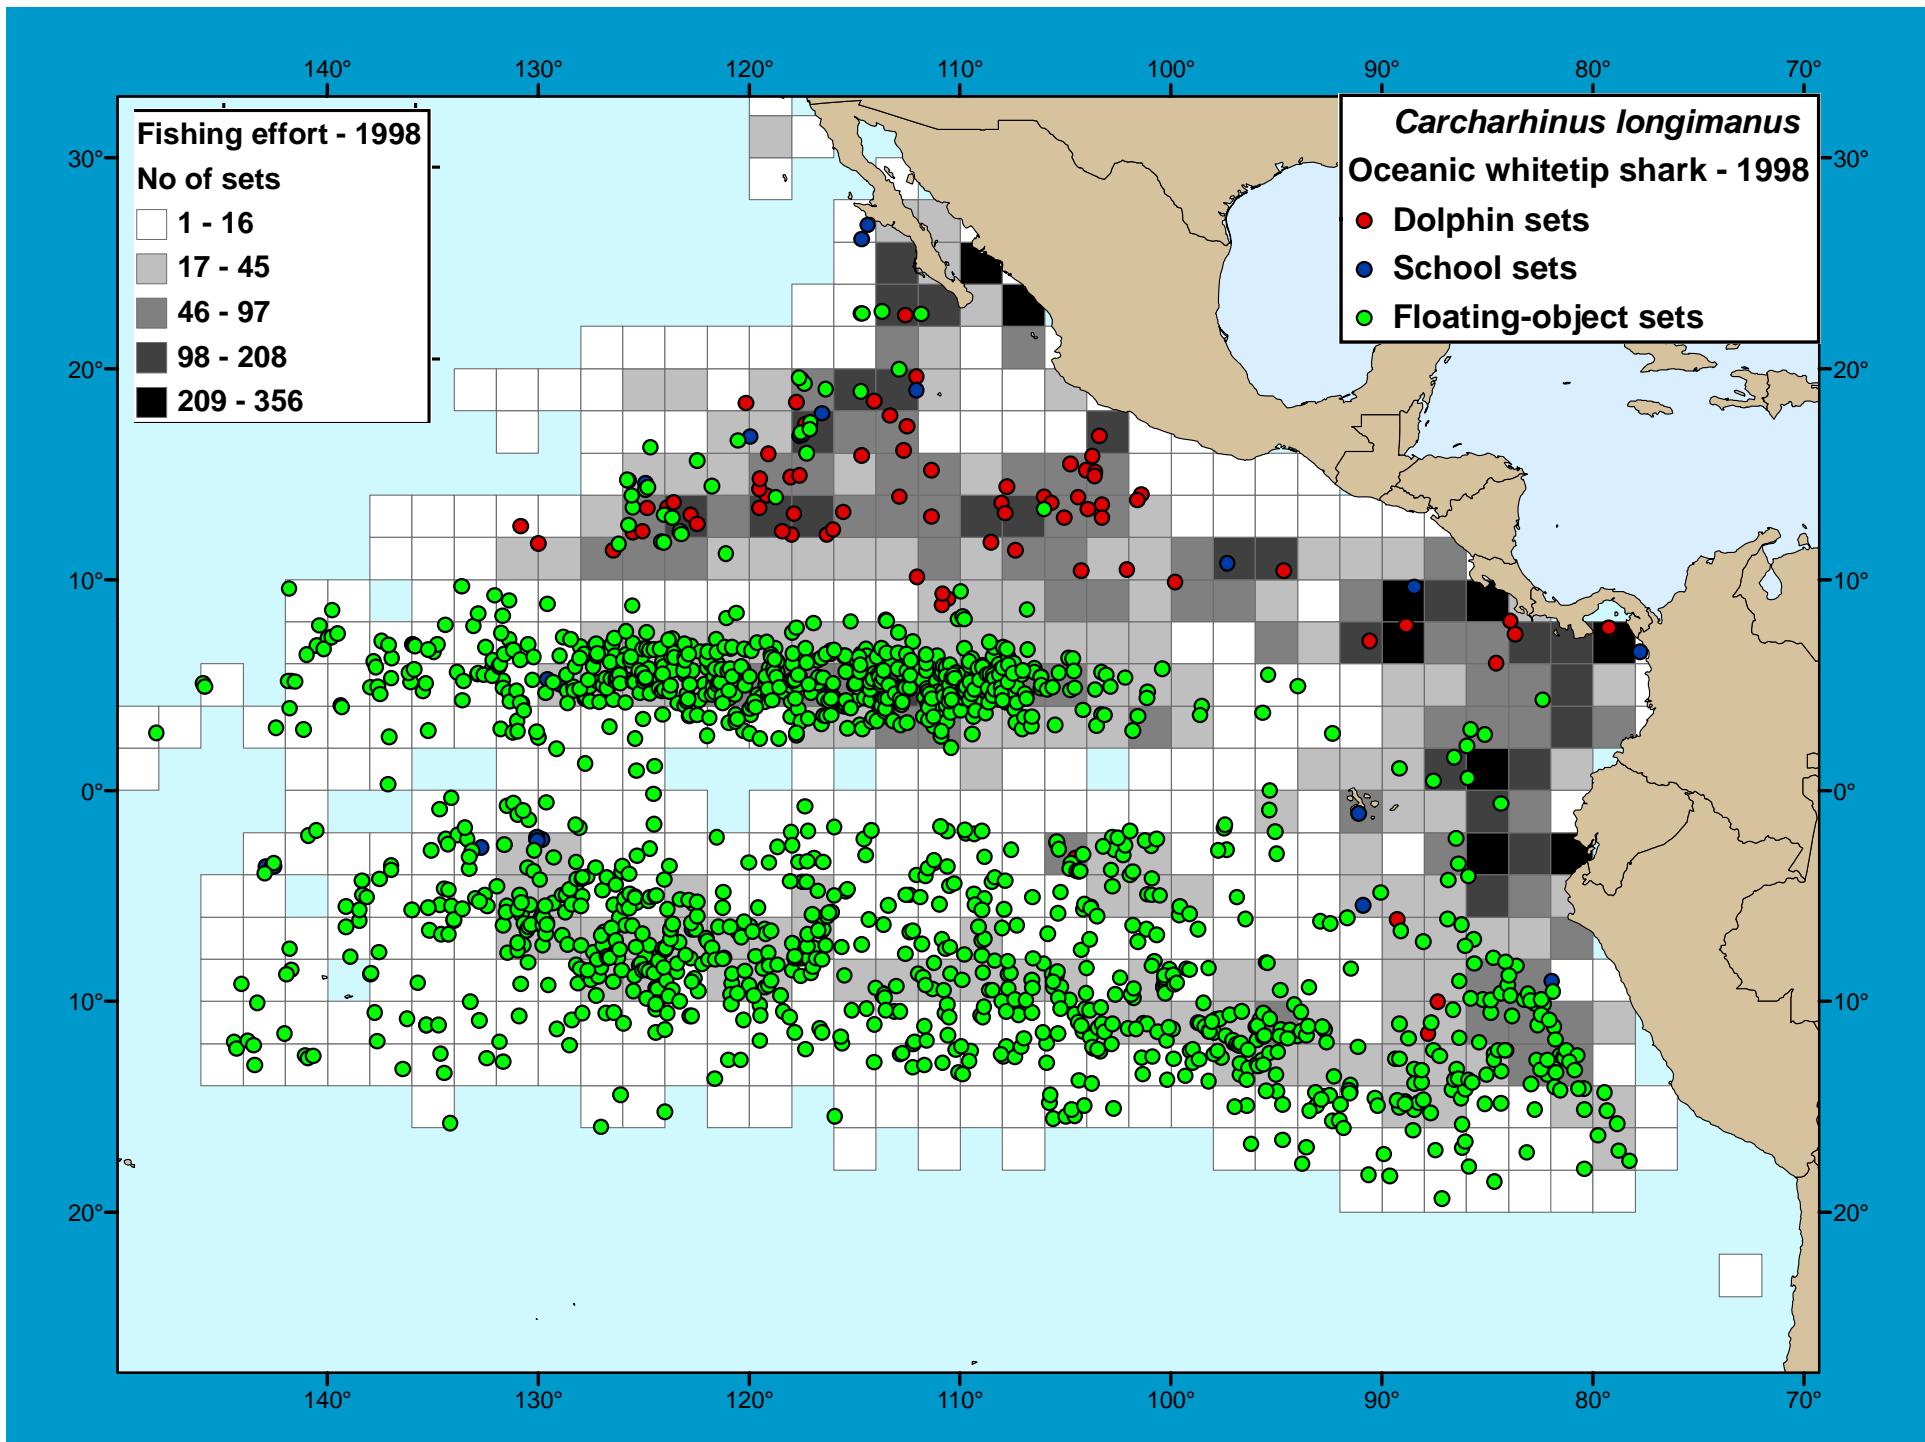 140° 130° 120° 110° 100° 90° 80° 70°
Fishing effort - 1998
No of sets
1 - 16
17 - 45
46 - 97
98 - 208
209 - 356
Carcharhinus longimanus
Oceanic whitetip shark - 1998
Dolphin sets
School sets
Floating-object sets
30° 30°
20° 20°
10° 10°
0° 0°
10° 10°
20° 20°
140° 130° 120° 110° 100° 90° 80° 70°